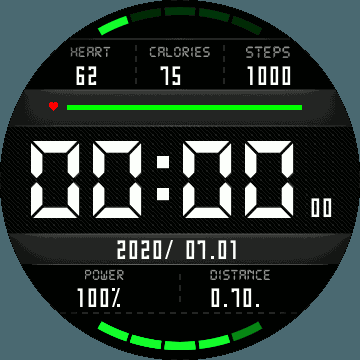 HEART CALORIES STEPS
62 75 1000
00:00 00
2020/ 07.01
POWER DISTANCE
100% 0.70.